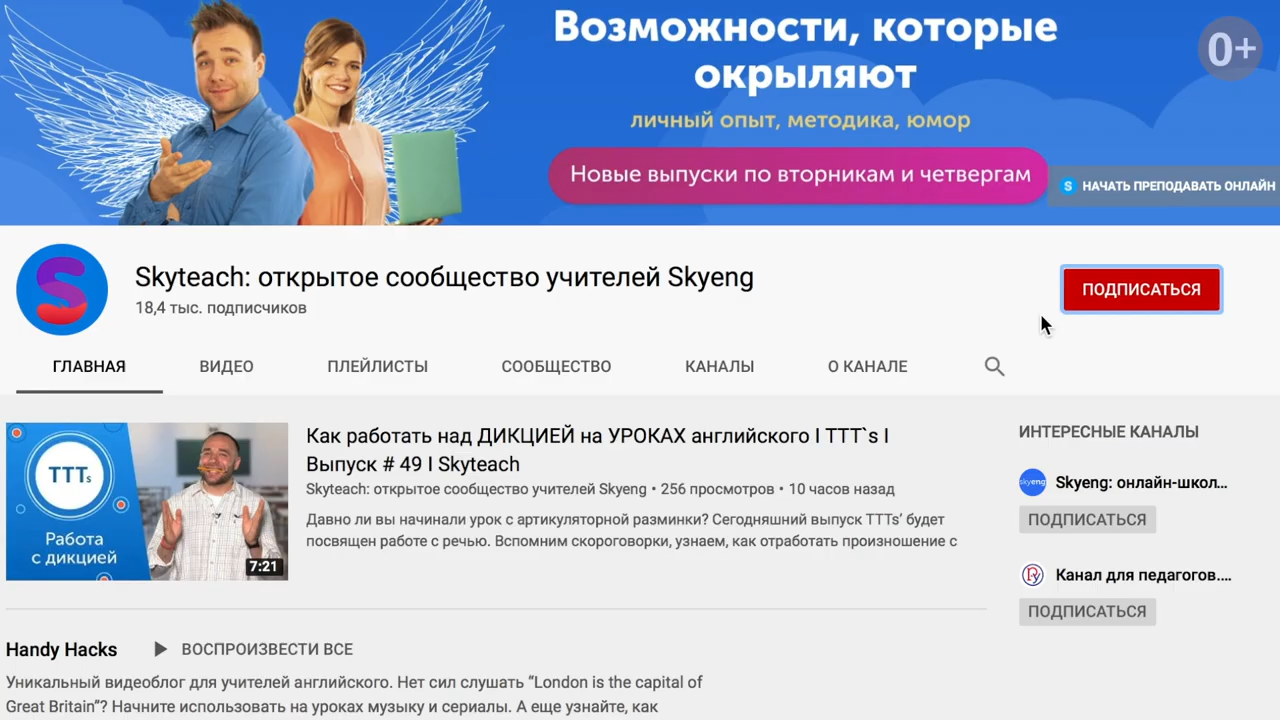 Возможности, которые
окрыляют
0+
личный опыт, методика, юмор
Новые выпуски по вторникам и четвергам
S НАЧАТЬ ПРЕПОДАВАТЬ ОНЛАЙН
Skyteach: открытое сообщество учителей Skyeng
18,4 тыс. подписчиков
ПОДПИСАТЬСЯ
ГЛАВНАЯ ВИДЕО ПЛЕЙЛИСТЫ СООБЩЕСТВО КАНАЛЫ О КАНАЛЕ
TTTs
Работа
с дикцией
7:21
Как работать над ДИКЦИЕЙ на УРОКАХ английского I TTT`s I
Выпуск # 49 I Skyteach
Skyteach: открытое сообщество учителей Skyeng • 256 просмотров • 10 часов назад
Давно ли вы начинали урок с артикуляторной разминки? Сегодняшний выпуск TTTs’ будет
посвящен работе с речью. Вспомним скороговорки, узнаем, как отработать произношение с
ИНТЕРЕСНЫЕ КАНАЛЫ
skyeng
Skyeng: онлайн-школ...
ПОДПИСАТЬСЯ
Канал для педагогов....
ПОДПИСАТЬСЯ
Handy Hacks ВОСПРОИЗВЕСТИ ВСЕ
Уникальный видеоблог для учителей английского. Нет сил слушать “London is the capital of
Great Britain”? Начните использовать на уроках музыку и сериалы. А еще узнайте, как